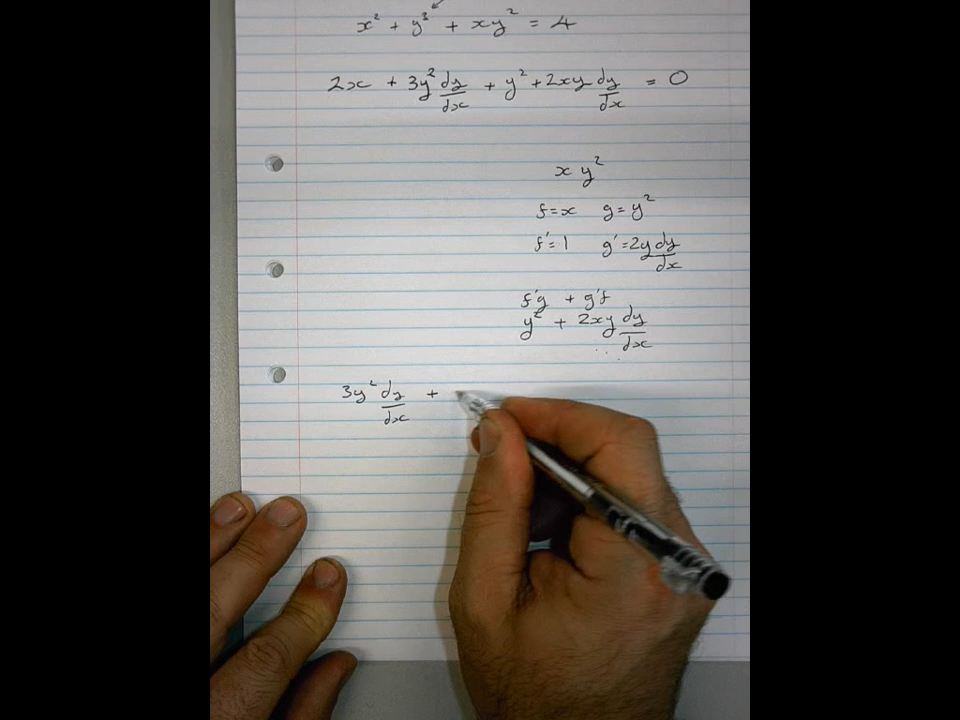 x² + y³ + xy² = 4
2x + 3y² dy/dx + y² + 2xy dy/dx = 0
x y²
f = x g = y²
f' = 1 g' = 2y dy/dx
f'g + g'f
y² + 2xy dy/dx
3y² dy/dx +